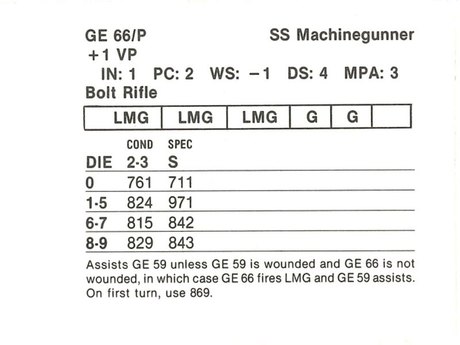 GE 66/P SS Machinegunner
+1 VP
IN: 1 PC: 2 WS: −1 DS: 4 MPA: 3
Bolt Rifle
LMG LMG LMG G G
COND SPEC
DIE 2-3 S
0 761 711
1-5 824 971
6-7 815 842
8-9 829 843
Assists GE 59 unless GE 59 is wounded and GE 66 is not
wounded, in which case GE 66 fires LMG and GE 59 assists.
On first turn, use 869.